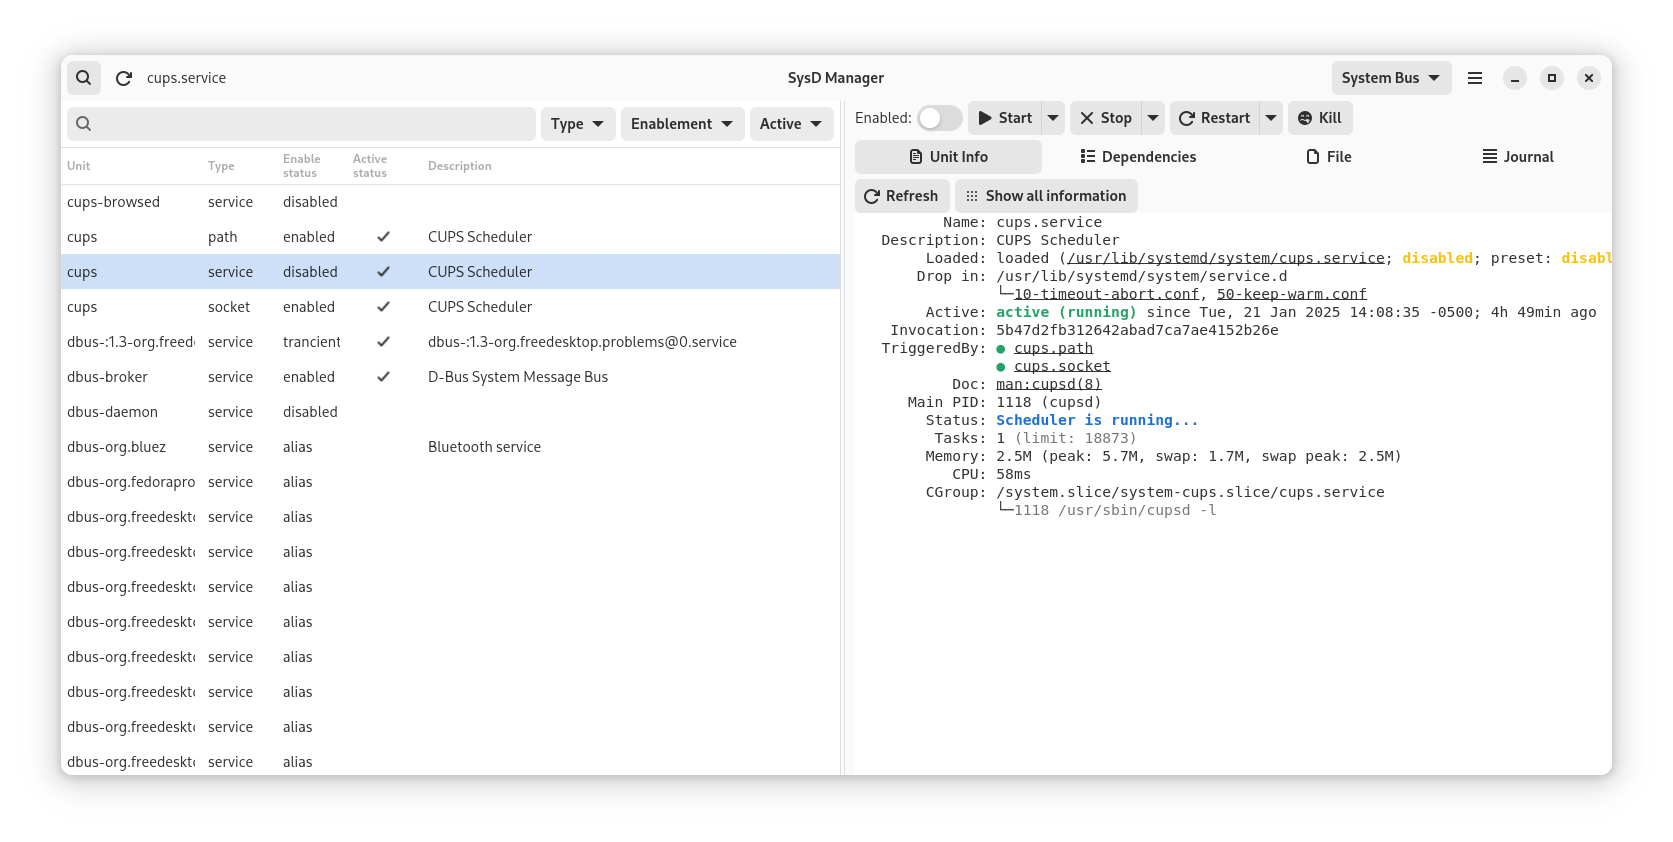 cups.service
SysD Manager
System Bus
Type
Enablement
Active
Unit
Type
Enable status
Active status
Description
cups-browsed service disabled
cups path enabled CUPS Scheduler
cups service disabled CUPS Scheduler
cups socket enabled CUPS Scheduler
dbus-:1.3-org.freed service trancient dbus-:1.3-org.freedesktop.problems@0.service
dbus-broker service enabled D-Bus System Message Bus
dbus-daemon service disabled
dbus-org.bluez service alias Bluetooth service
dbus-org.fedorapro service alias
dbus-org.freedeskt service alias
dbus-org.freedeskt service alias
dbus-org.freedeskt service alias
dbus-org.freedeskt service alias
dbus-org.freedeskt service alias
dbus-org.freedeskt service alias
dbus-org.freedeskt service alias
dbus-org.freedeskt service alias
Enabled:
Start
Stop
Restart
Kill
Unit Info
Dependencies
File
Journal
Refresh
Show all information
Name: cups.service
Description: CUPS Scheduler
Loaded: loaded (/usr/lib/systemd/system/cups.service; disabled; preset: disabl
Drop in: /usr/lib/systemd/system/service.d
└─10-timeout-abort.conf, 50-keep-warm.conf
Active: active (running) since Tue, 21 Jan 2025 14:08:35 -0500; 4h 49min ago
Invocation: 5b47d2fb312642abad7ca7ae4152b26e
TriggeredBy: ● cups.path
● cups.socket
Doc: man:cupsd(8)
Main PID: 1118 (cupsd)
Status: Scheduler is running...
Tasks: 1 (limit: 18873)
Memory: 2.5M (peak: 5.7M, swap: 1.7M, swap peak: 2.5M)
CPU: 58ms
CGroup: /system.slice/system-cups.slice/cups.service
└─1118 /usr/sbin/cupsd -l